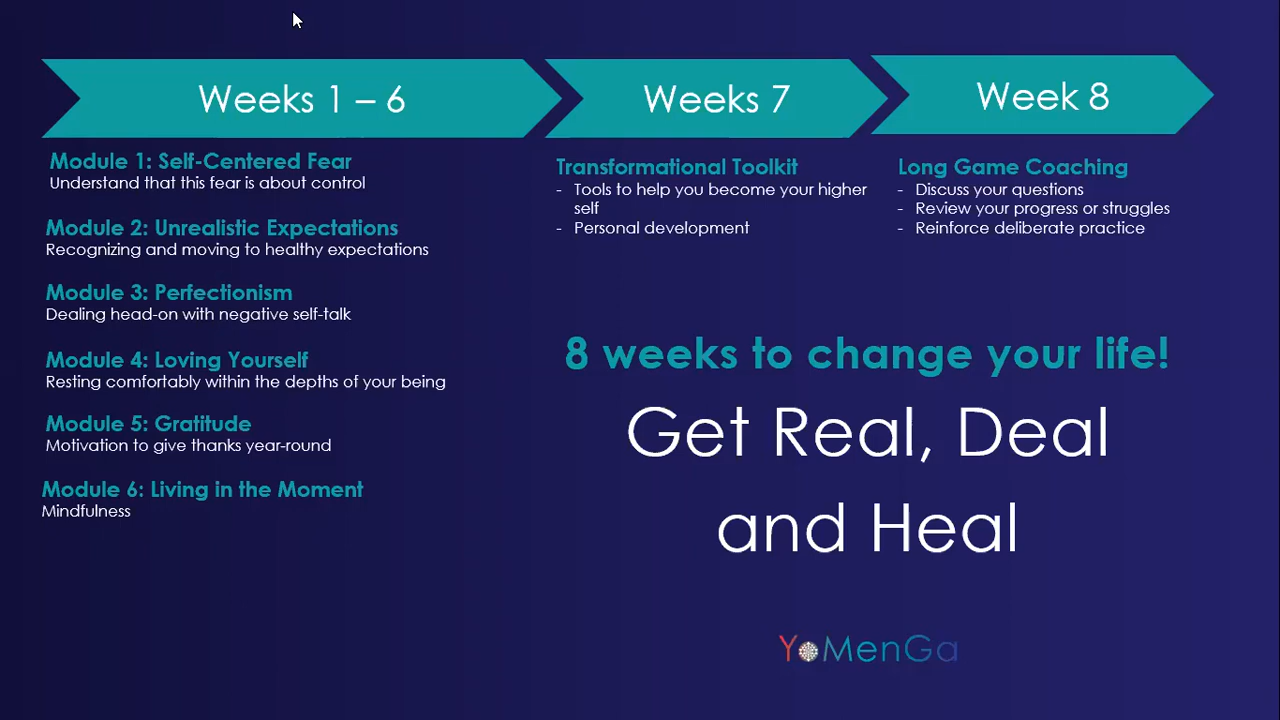 Weeks 1 – 6
Module 1: Self-Centered Fear
Understand that this fear is about control
Module 2: Unrealistic Expectations
Recognizing and moving to healthy expectations
Module 3: Perfectionism
Dealing head-on with negative self-talk
Module 4: Loving Yourself
Resting comfortably within the depths of your being
Module 5: Gratitude
Motivation to give thanks year-round
Module 6: Living in the Moment
Mindfulness
Weeks 7
Transformational Toolkit
- Tools to help you become your higher
self
- Personal development
Week 8
Long Game Coaching
- Discuss your questions
- Review your progress or struggles
- Reinforce deliberate practice
8 weeks to change your life!
Get Real, Deal
and Heal
YoMenGa